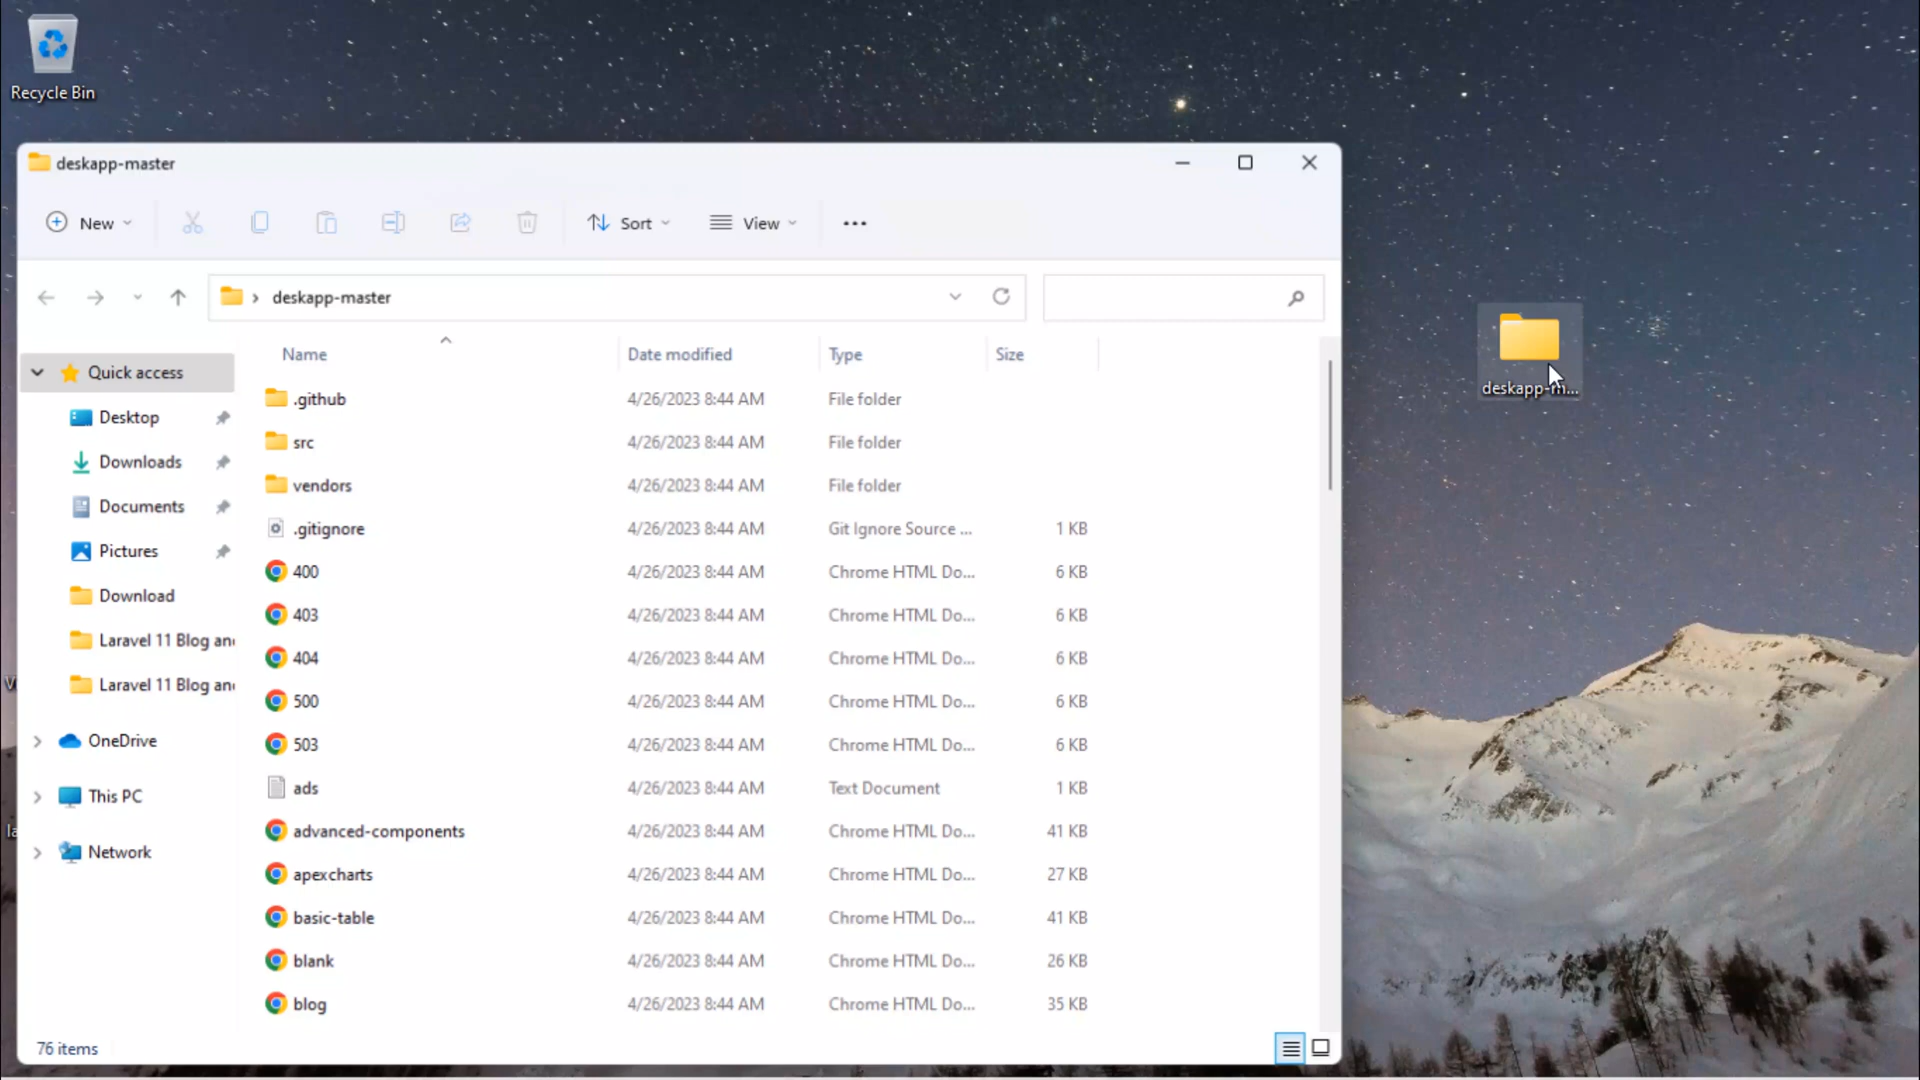 Recycle Bin
deskapp-master
New
Sort
View
deskapp-master
Name
Date modified
Type
Size
Quick access
Desktop
Downloads
Documents
Pictures
Download
Laravel 11 Blog an
Laravel 11 Blog an
OneDrive
This PC
Network
.github 4/26/2023 8:44 AM File folder
src 4/26/2023 8:44 AM File folder
vendors 4/26/2023 8:44 AM File folder
.gitignore 4/26/2023 8:44 AM Git Ignore Source ... 1 KB
400 4/26/2023 8:44 AM Chrome HTML Do... 6 KB
403 4/26/2023 8:44 AM Chrome HTML Do... 6 KB
404 4/26/2023 8:44 AM Chrome HTML Do... 6 KB
500 4/26/2023 8:44 AM Chrome HTML Do... 6 KB
503 4/26/2023 8:44 AM Chrome HTML Do... 6 KB
ads 4/26/2023 8:44 AM Text Document 1 KB
advanced-components 4/26/2023 8:44 AM Chrome HTML Do... 41 KB
apexcharts 4/26/2023 8:44 AM Chrome HTML Do... 27 KB
basic-table 4/26/2023 8:44 AM Chrome HTML Do... 41 KB
blank 4/26/2023 8:44 AM Chrome HTML Do... 26 KB
blog 4/26/2023 8:44 AM Chrome HTML Do... 35 KB
76 items
deskapp-m...